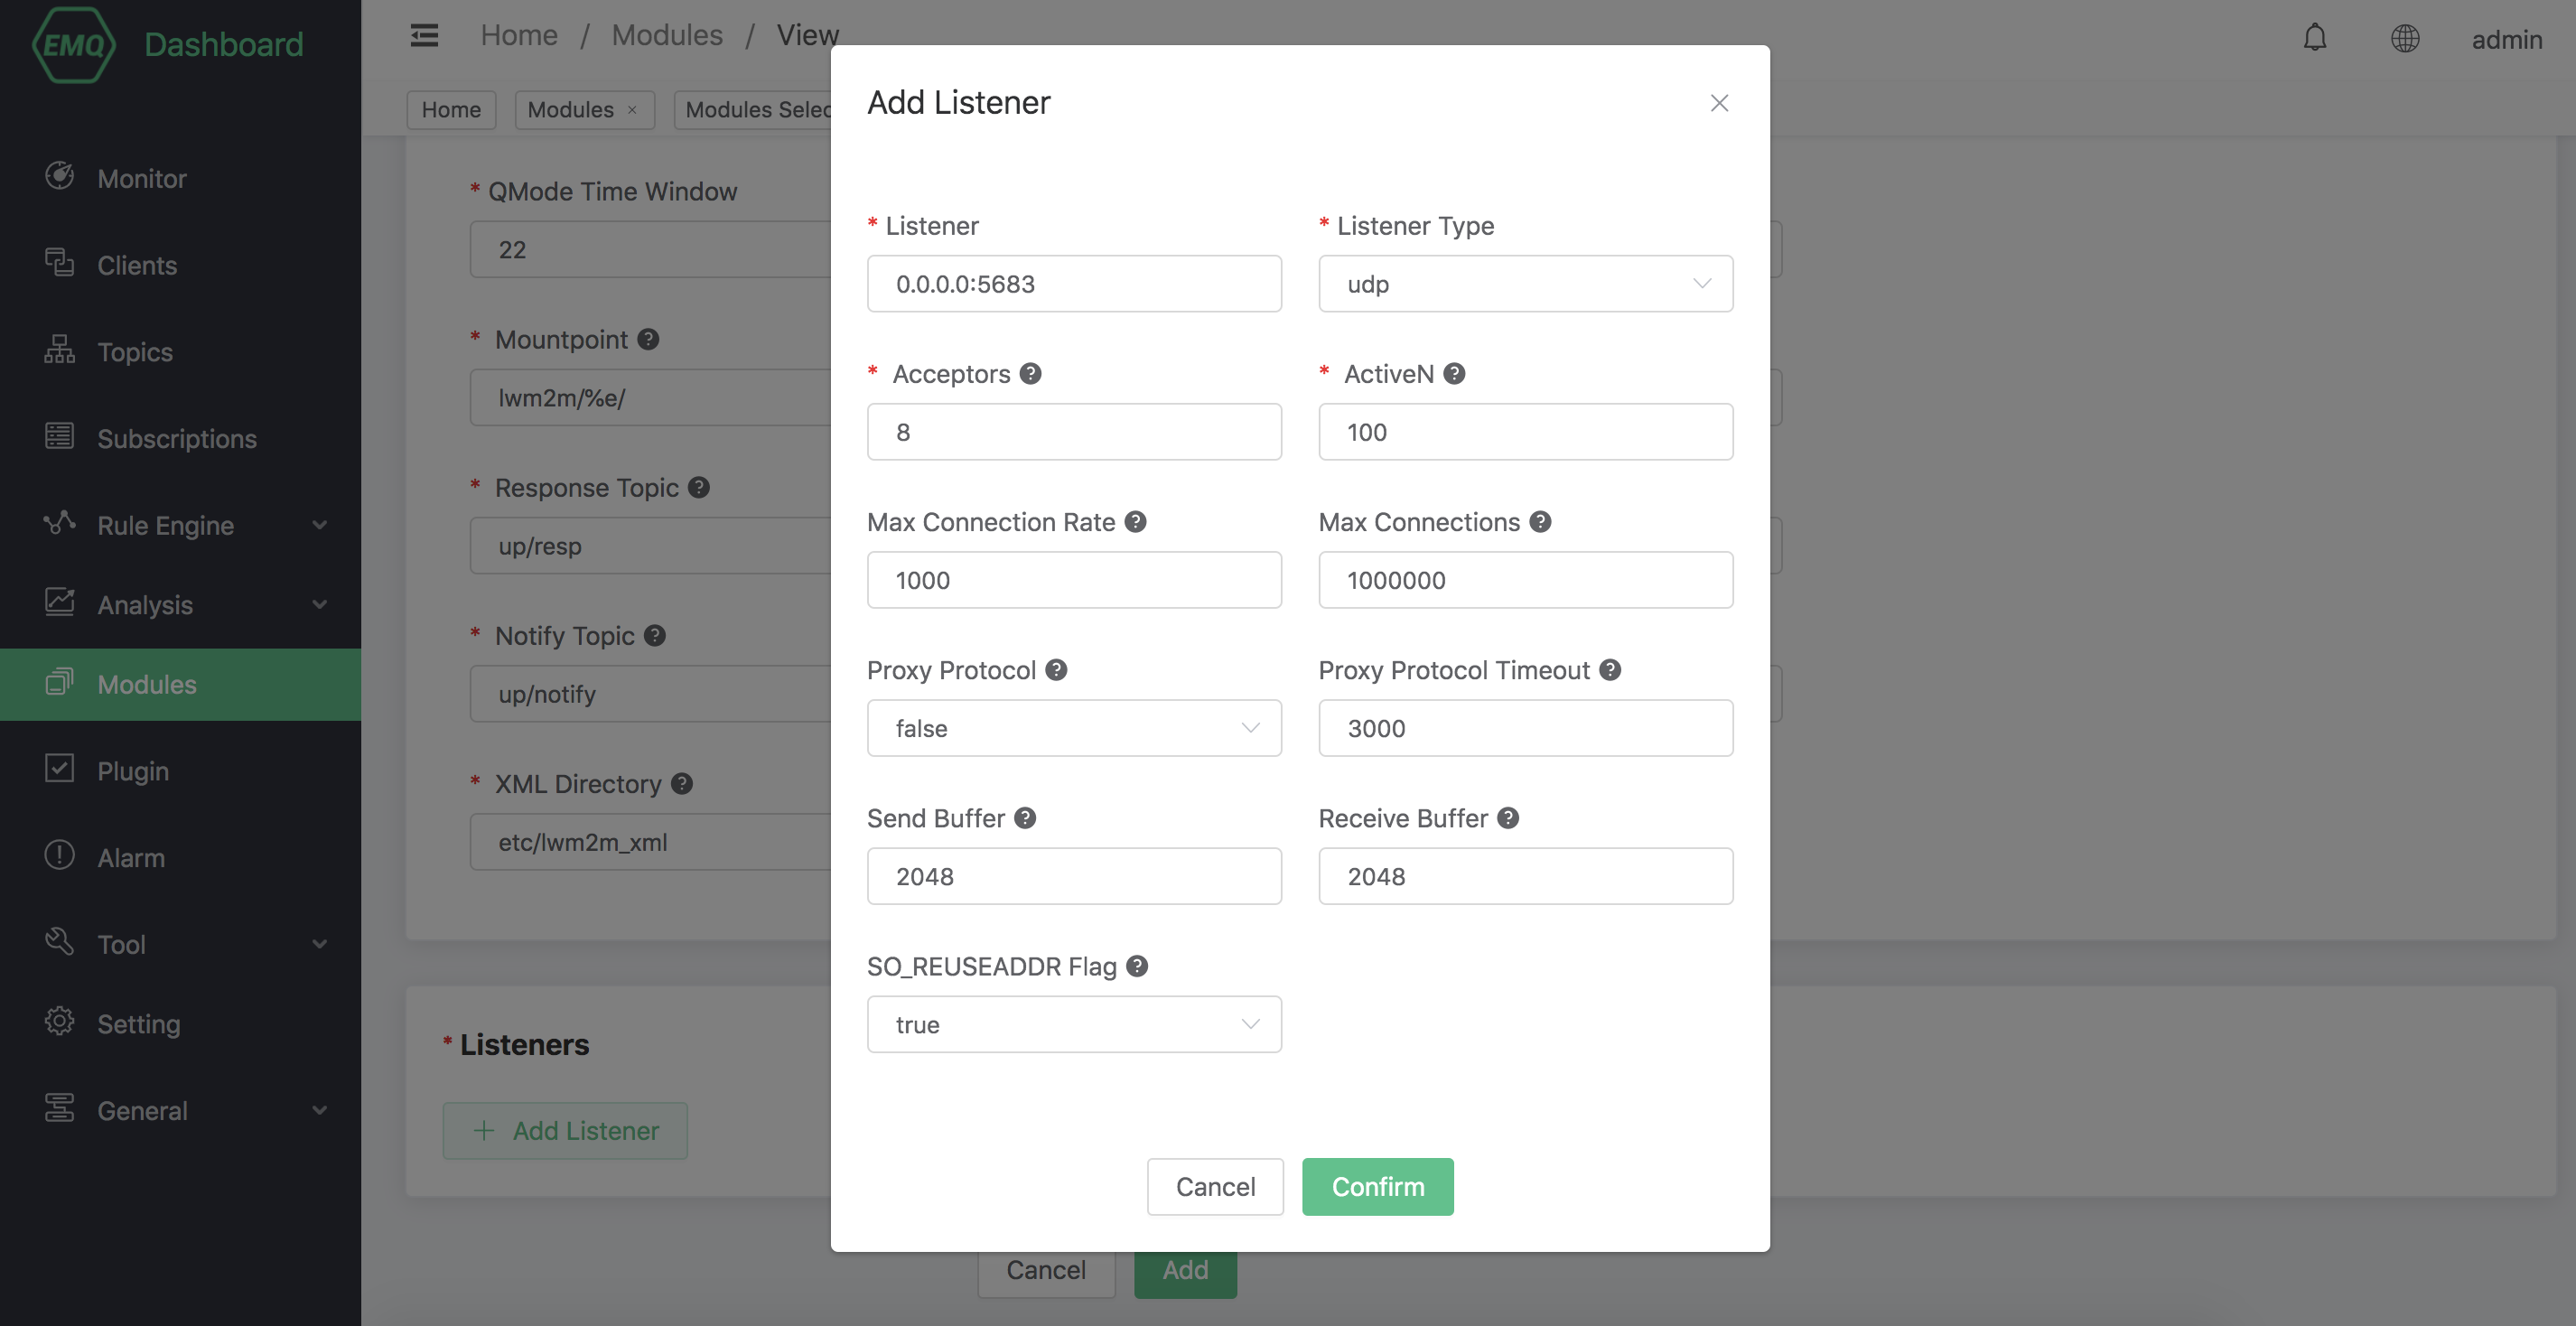 EMQ Dashboard
Monitor
Clients
Topics
Subscriptions
Rule Engine
Analysis
Modules
Plugin
Alarm
Tool
Setting
General
Home / Modules / View
admin
Home
Modules ×
Modules Selec
* QMode Time Window
22
* Mountpoint ?
lwm2m/%e/
* Response Topic ?
up/resp
* Notify Topic ?
up/notify
* XML Directory ?
etc/lwm2m_xml
* Listeners
+ Add Listener
Cancel
Add
Add Listener
* Listener
0.0.0.0:5683
* Listener Type
udp
* Acceptors ?
8
* ActiveN ?
100
Max Connection Rate ?
1000
Max Connections ?
1000000
Proxy Protocol ?
false
Proxy Protocol Timeout ?
3000
Send Buffer ?
2048
Receive Buffer ?
2048
SO_REUSEADDR Flag ?
true
Cancel
Confirm